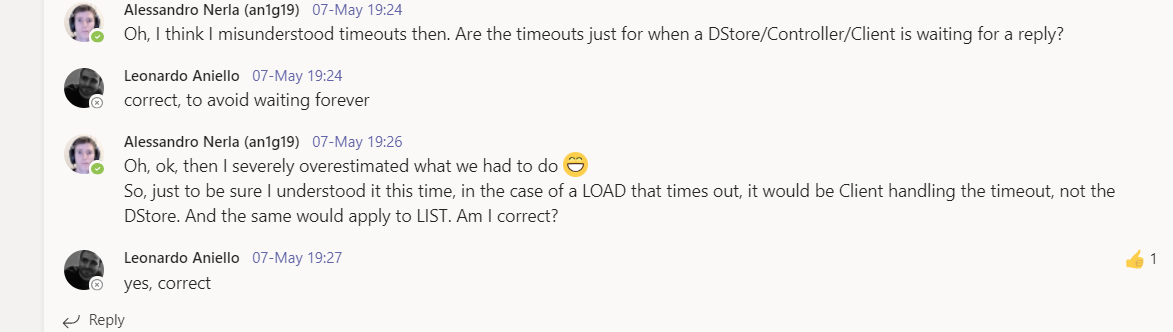 Alessandro Nerla (an1g19) 07-May 19:24
Oh, I think I misunderstood timeouts then. Are the timeouts just for when a DStore/Controller/Client is waiting for a reply?
Leonardo Aniello 07-May 19:24
correct, to avoid waiting forever
Alessandro Nerla (an1g19) 07-May 19:26
Oh, ok, then I severely overestimated what we had to do 😄
So, just to be sure I understood it this time, in the case of a LOAD that times out, it would be Client handling the timeout, not the
DStore. And the same would apply to LIST. Am I correct?
Leonardo Aniello 07-May 19:27
👍 1
yes, correct
Reply